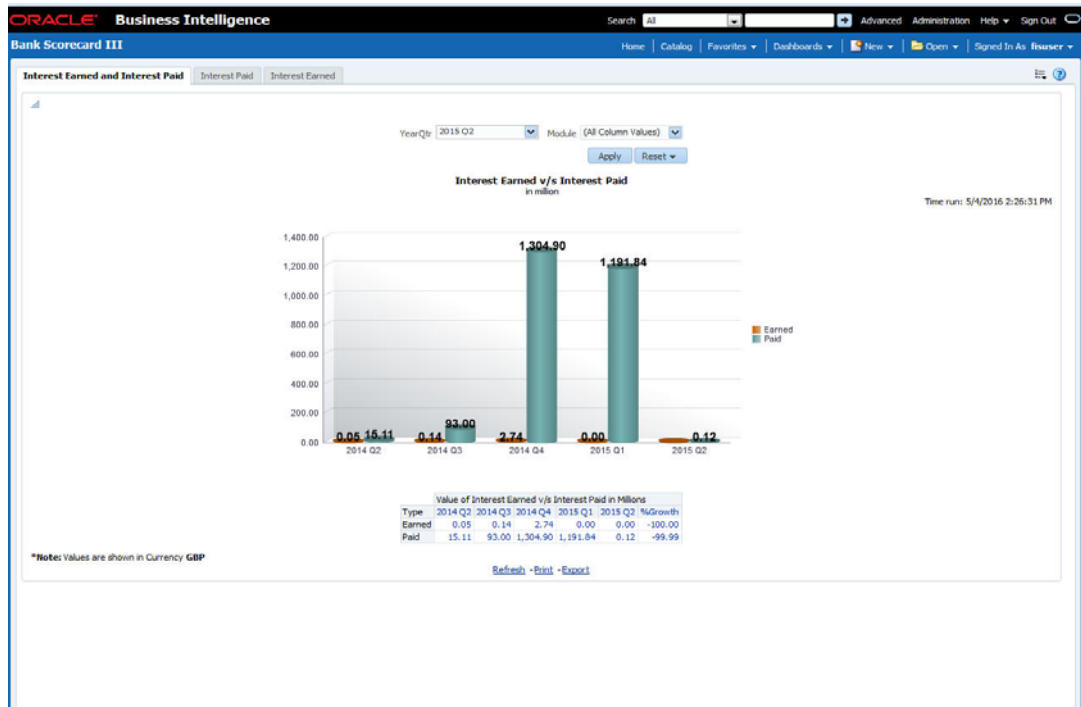 ORACLE Business Intelligence Search All Advanced Administration Help Sign Out
Bank Scorecard III Home Catalog Favorites Dashboards New Open Signed In As fisuser
Interest Earned and Interest Paid Interest Paid Interest Earned
YearQtr 2015 Q2 Module (All Column Values)
Apply Reset
Interest Earned v/s Interest Paid
in million
Time run: 5/4/2016 2:26:31 PM
1,400.00
1,304.90
1,200.00
1,191.84
1,000.00
800.00
Earned
Paid
600.00
400.00
200.00
93.00
0.00
0.05 15.11 0.14 2.74 0.00 0.12
2014 Q2 2014 Q3 2014 Q4 2015 Q1 2015 Q2
Value of Interest Earned v/s Interest Paid in Millions
Type 2014 Q2 2014 Q3 2014 Q4 2015 Q1 2015 Q2 %Growth
Earned 0.05 0.14 2.74 0.00 0.00 -100.00
Paid 15.11 93.00 1,304.90 1,191.84 0.12 -99.99
*Note: Values are shown in Currency GBP
Refresh - Print - Export